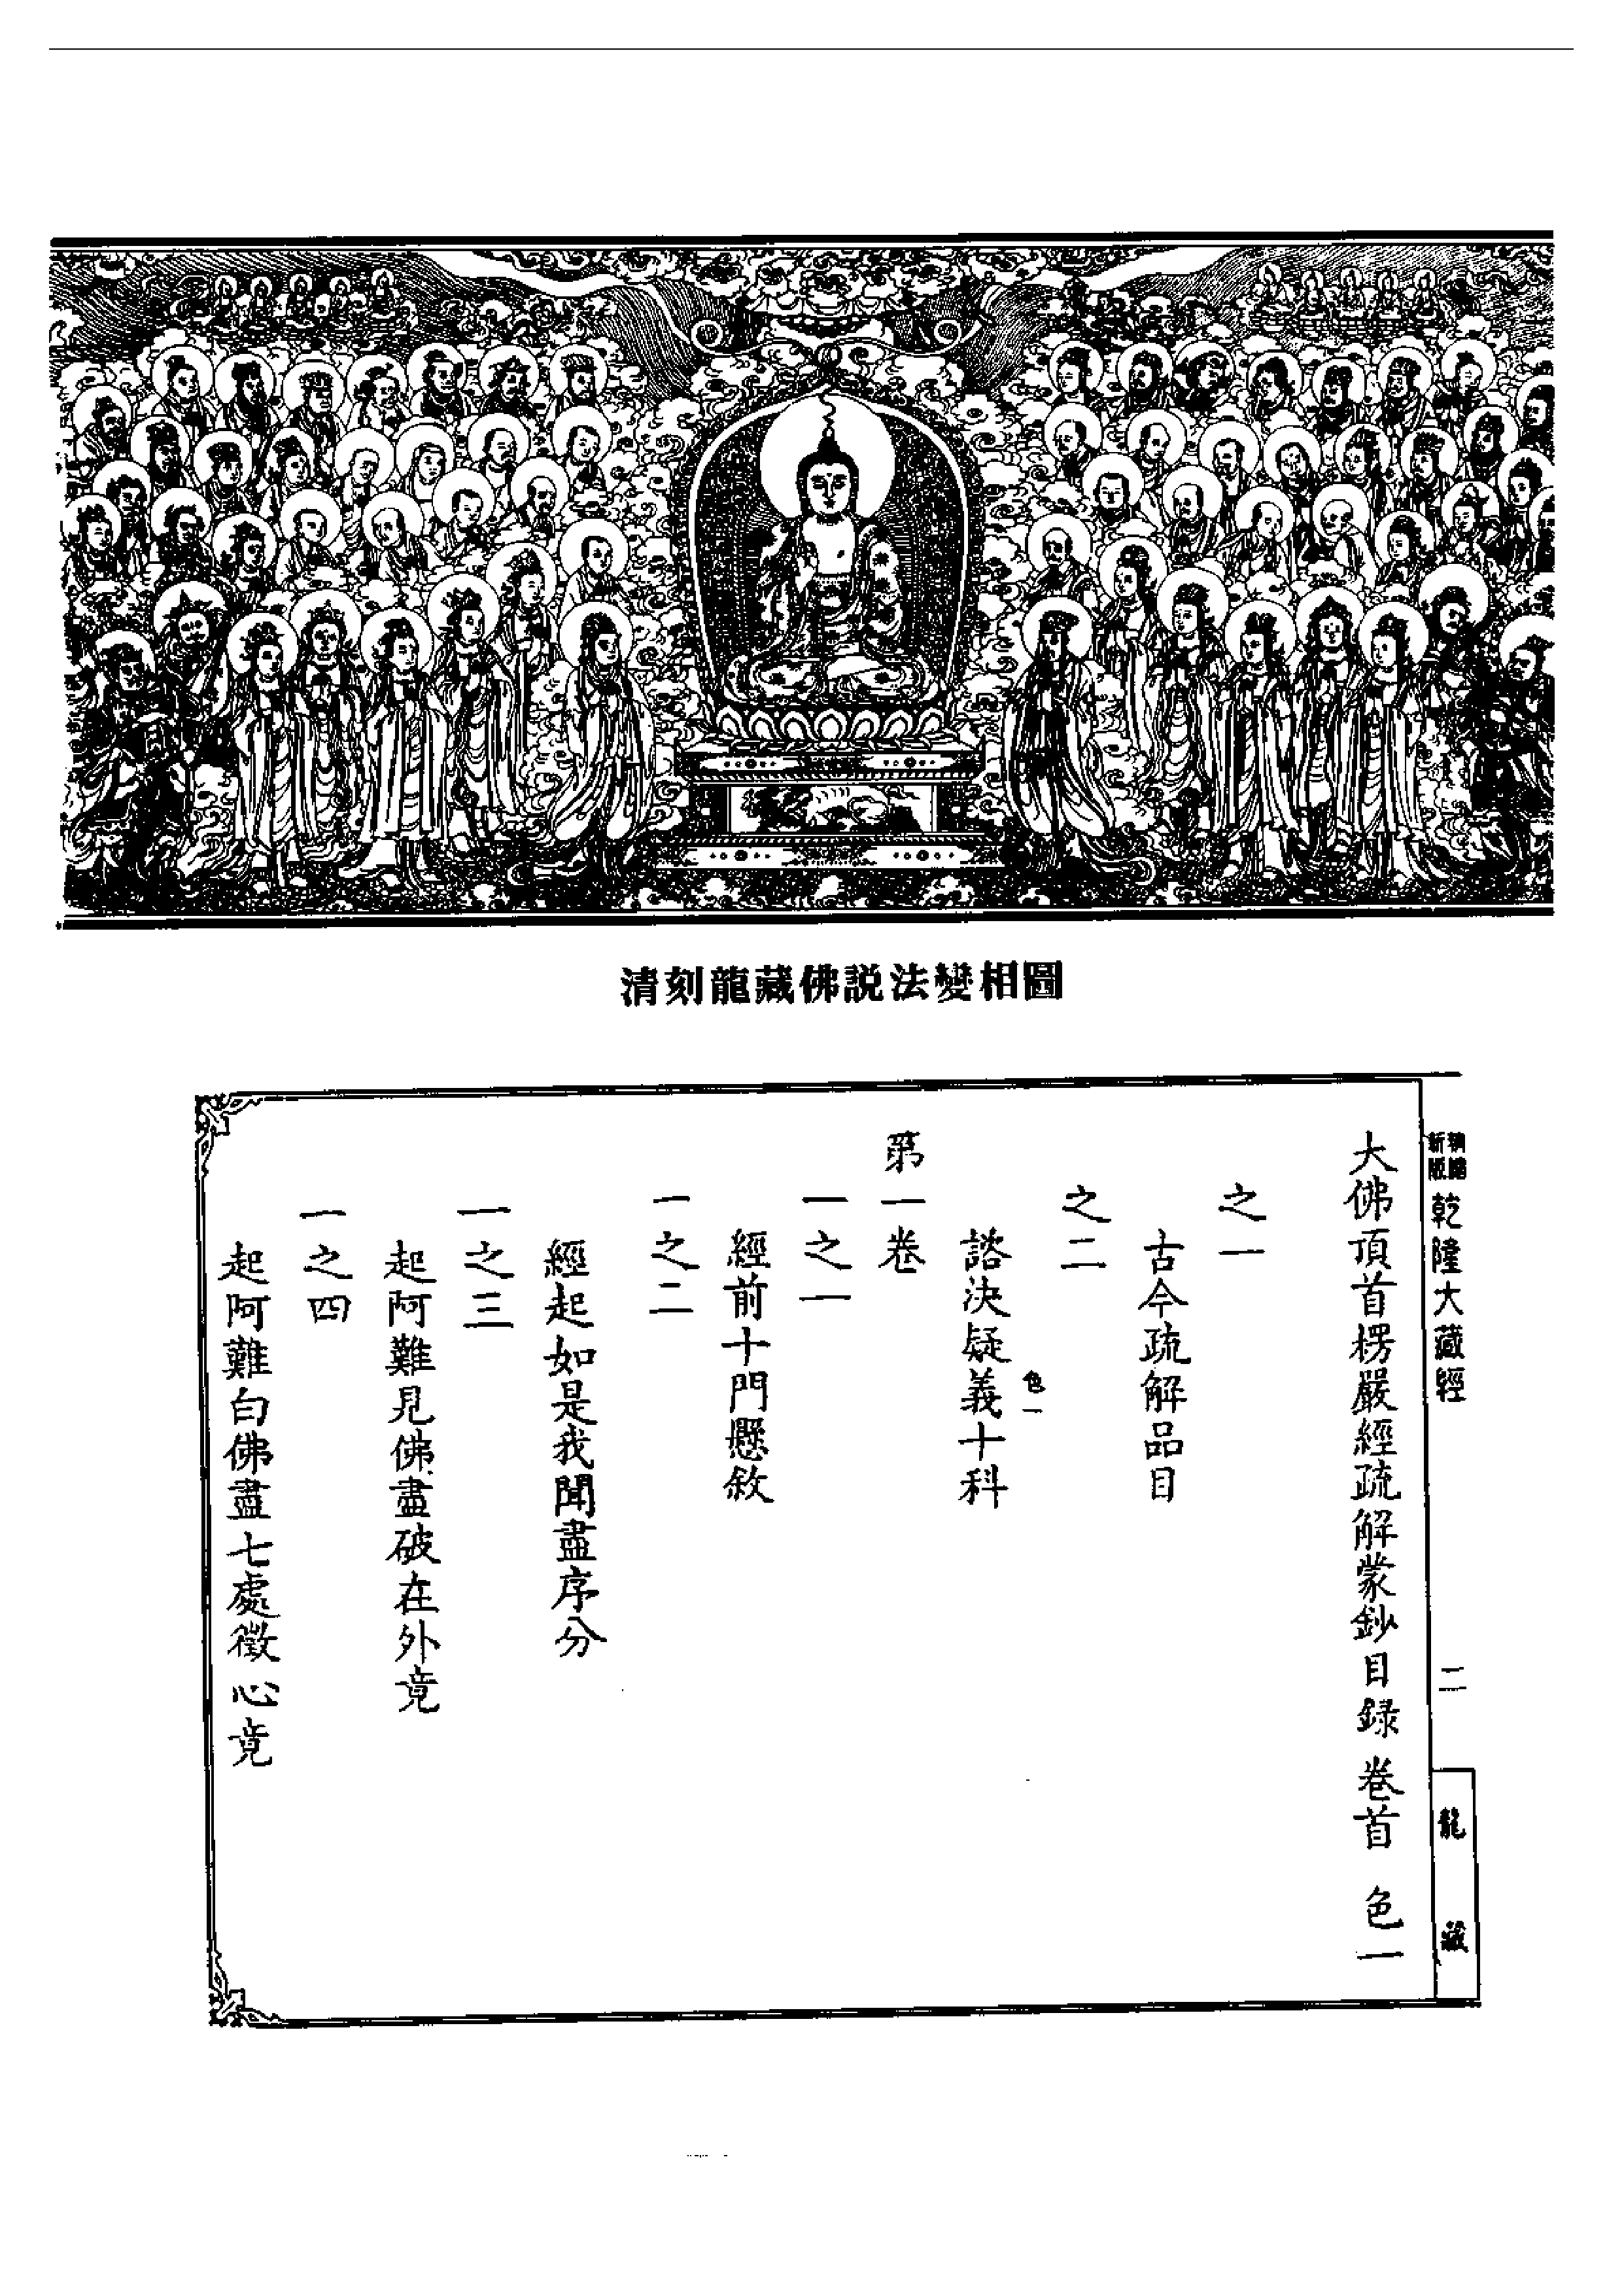 清刻龍藏佛説法變相圖
新版
乾隆大藏經
二
龍藏
大佛頂首楞嚴經疏解蒙鈔目録 卷首 色一
之一
古今疏解品目
之二
色一
諮決疑義十科
第一卷
一之一
經前十門懸敘
一之二
經起如是我聞盡序分
一之三
起阿難見佛盡破在外竟
一之四
起阿難白佛盡七處徵心竟